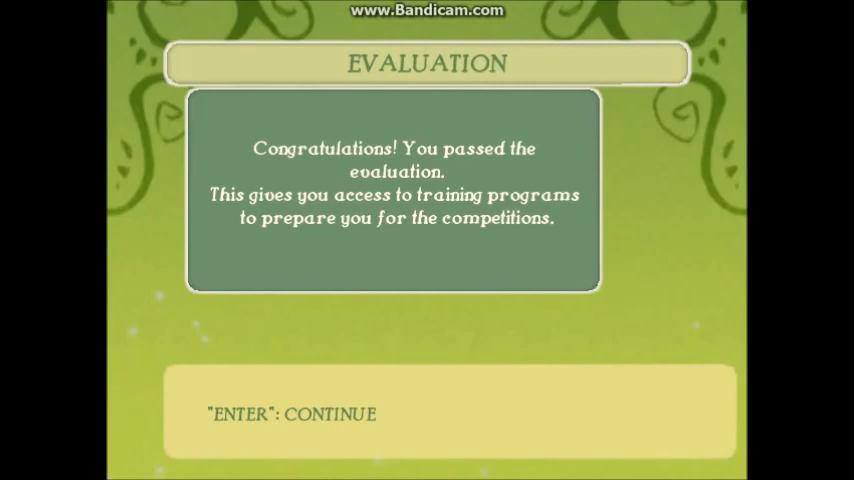 www.Bandicam.com
EVALUATION
Congratulations! You passed the
evaluation.
This gives you access to training programs
to prepare you for the competitions.
"ENTER": CONTINUE